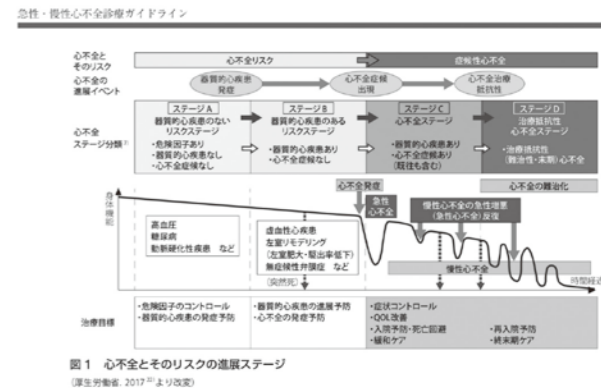 急性・慢性心不全診療ガイドライン
心不全と
そのリスク
心不全リスク
症候性心不全
心不全の
進展イベント
器質的心疾患
発症
心不全症候
出現
心不全治療
抵抗性
心不全
ステージ分類
ステージA
器質的心疾患のない
リスクステージ
・危険因子あり
・器質的心疾患なし
・心不全症候なし
ステージB
器質的心疾患のある
リスクステージ
・器質的心疾患あり
・心不全症候なし
ステージC
心不全ステージ
・器質的心疾患あり
・心不全症候あり
(既往も含む)
ステージD
治療抵抗性
心不全ステージ
・治療抵抗性
(難治性・末期)心不全
身体機能
心不全発症
心不全の難治化
急性
心不全
慢性心不全の急性増悪
(急性心不全)反復
高血圧
糖尿病
動脈硬化性疾患 など
虚血性心疾患
左室リモデリング
(左室肥大・駆出率低下)
無症候性弁膜症 など
(突然死)
慢性心不全
時間経過
治療目標
・危険因子のコントロール
・器質的心疾患の発症予防
・器質的心疾患の進展予防
・心不全の発症予防
・症状コントロール
・QOL改善
・入院予防・死亡回避
・緩和ケア
・再入院予防
・終末期ケア
図1 心不全とそのリスクの進展ステージ
(厚生労働省. 2017 より改変)